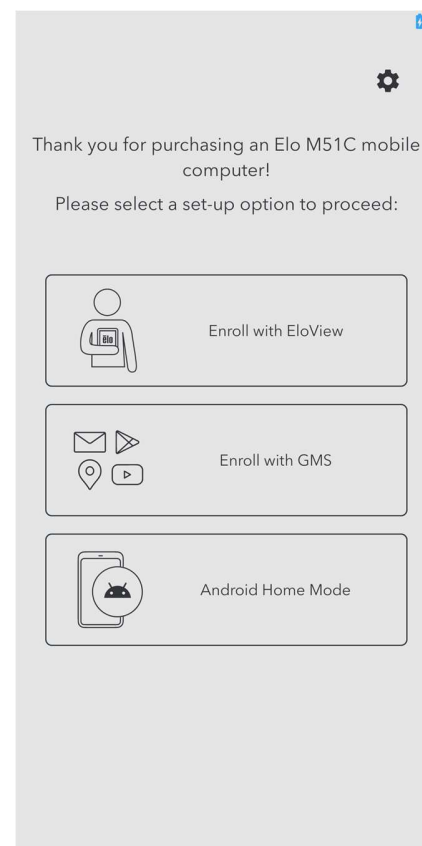 Thank you for purchasing an Elo M51C mobile
computer!
Please select a set-up option to proceed:
Elo
Enroll with EloView
Enroll with GMS
Android Home Mode